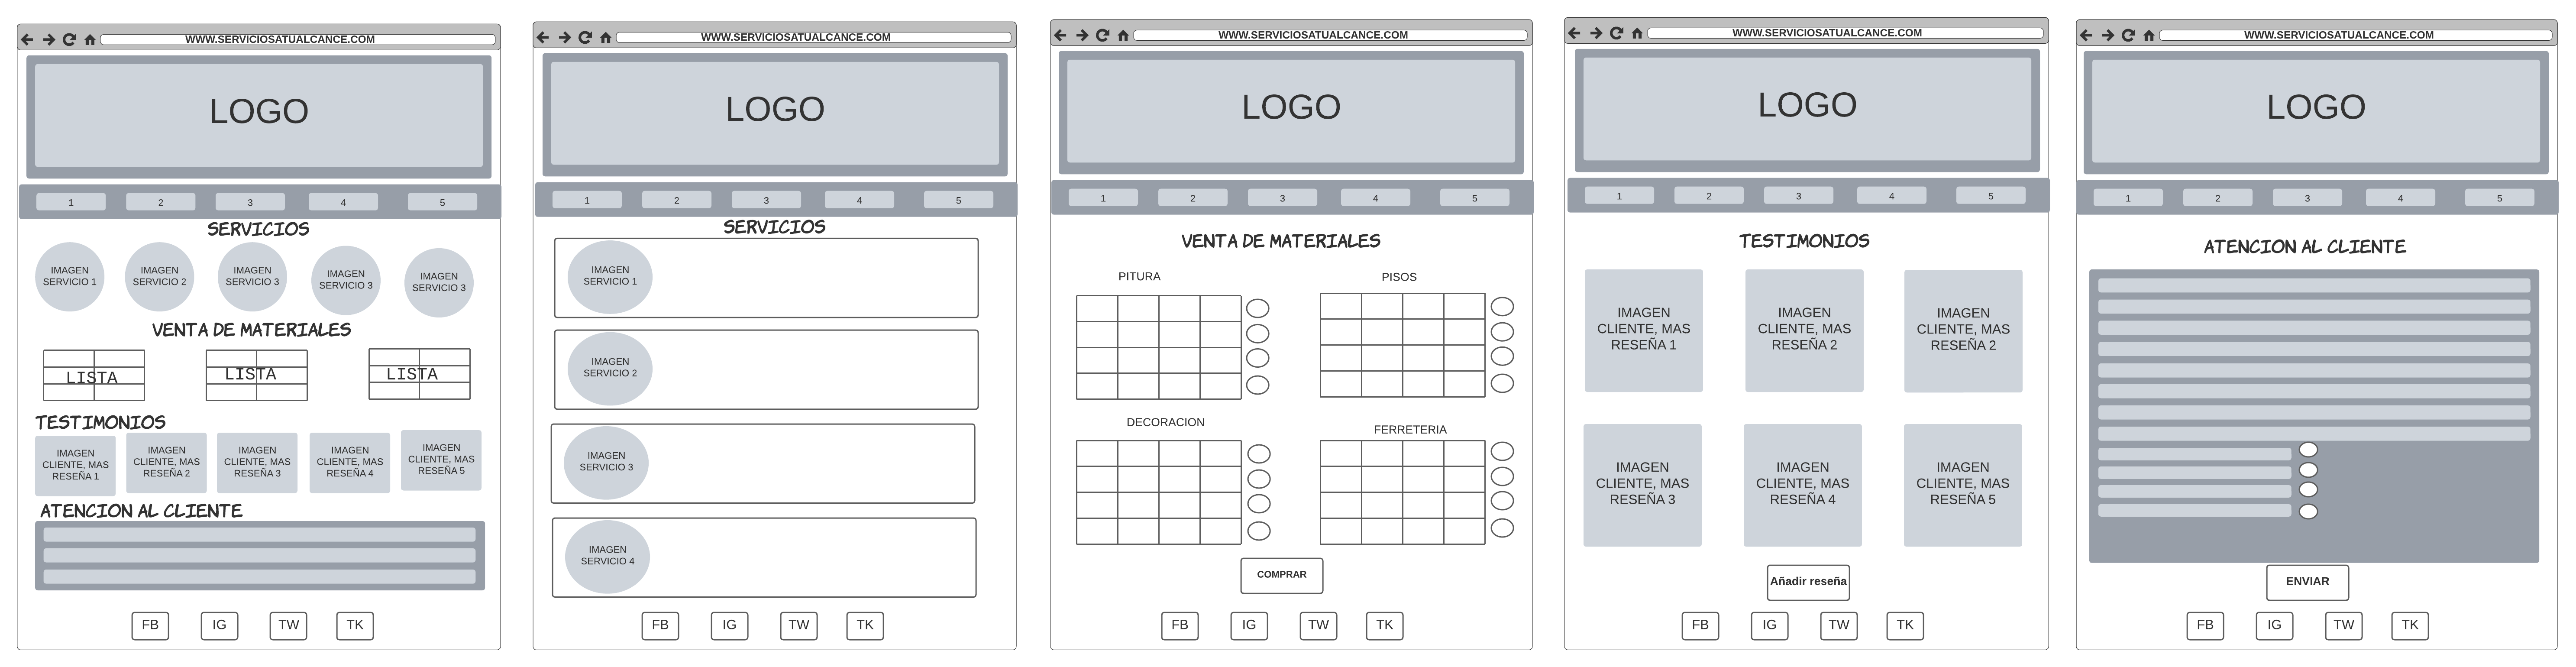 WWW.SERVICIOSATUALCANCE.COM
LOGO
1 2 3 4 5
SERVICIOS
IMAGEN
SERVICIO 1
IMAGEN
SERVICIO 2
IMAGEN
SERVICIO 3
IMAGEN
SERVICIO 3
IMAGEN
SERVICIO 3
VENTA DE MATERIALES
LISTA
LISTA
LISTA
TESTIMONIOS
IMAGEN
CLIENTE, MAS
RESEÑA 1
IMAGEN
CLIENTE, MAS
RESEÑA 2
IMAGEN
CLIENTE, MAS
RESEÑA 3
IMAGEN
CLIENTE, MAS
RESEÑA 4
IMAGEN
CLIENTE, MAS
RESEÑA 5
ATENCION AL CLIENTE
FB IG TW TK
WWW.SERVICIOSATUALCANCE.COM
LOGO
1 2 3 4 5
SERVICIOS
IMAGEN
SERVICIO 1
IMAGEN
SERVICIO 2
IMAGEN
SERVICIO 3
IMAGEN
SERVICIO 4
FB IG TW TK
WWW.SERVICIOSATUALCANCE.COM
LOGO
1 2 3 4 5
VENTA DE MATERIALES
PITURA
PISOS
DECORACION
FERRETERIA
COMPRAR
FB IG TW TK
WWW.SERVICIOSATUALCANCE.COM
LOGO
1 2 3 4 5
TESTIMONIOS
IMAGEN
CLIENTE, MAS
RESEÑA 1
IMAGEN
CLIENTE, MAS
RESEÑA 2
IMAGEN
CLIENTE, MAS
RESEÑA 2
IMAGEN
CLIENTE, MAS
RESEÑA 3
IMAGEN
CLIENTE, MAS
RESEÑA 4
IMAGEN
CLIENTE, MAS
RESEÑA 5
Añadir reseña
FB IG TW TK
WWW.SERVICIOSATUALCANCE.COM
LOGO
1 2 3 4 5
ATENCION AL CLIENTE
ENVIAR
FB IG TW TK